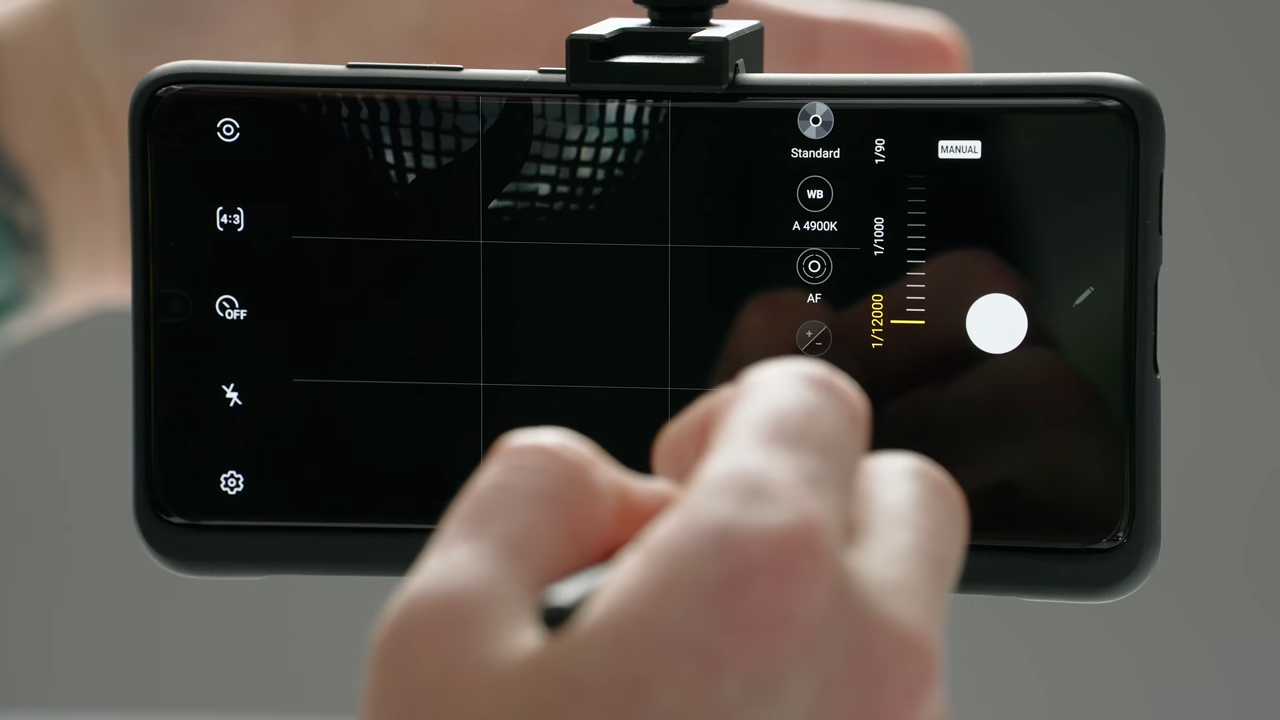 4:3
OFF
Standard
WB
A 4900K
AF
1/90
1/1000
1/12000
MANUAL